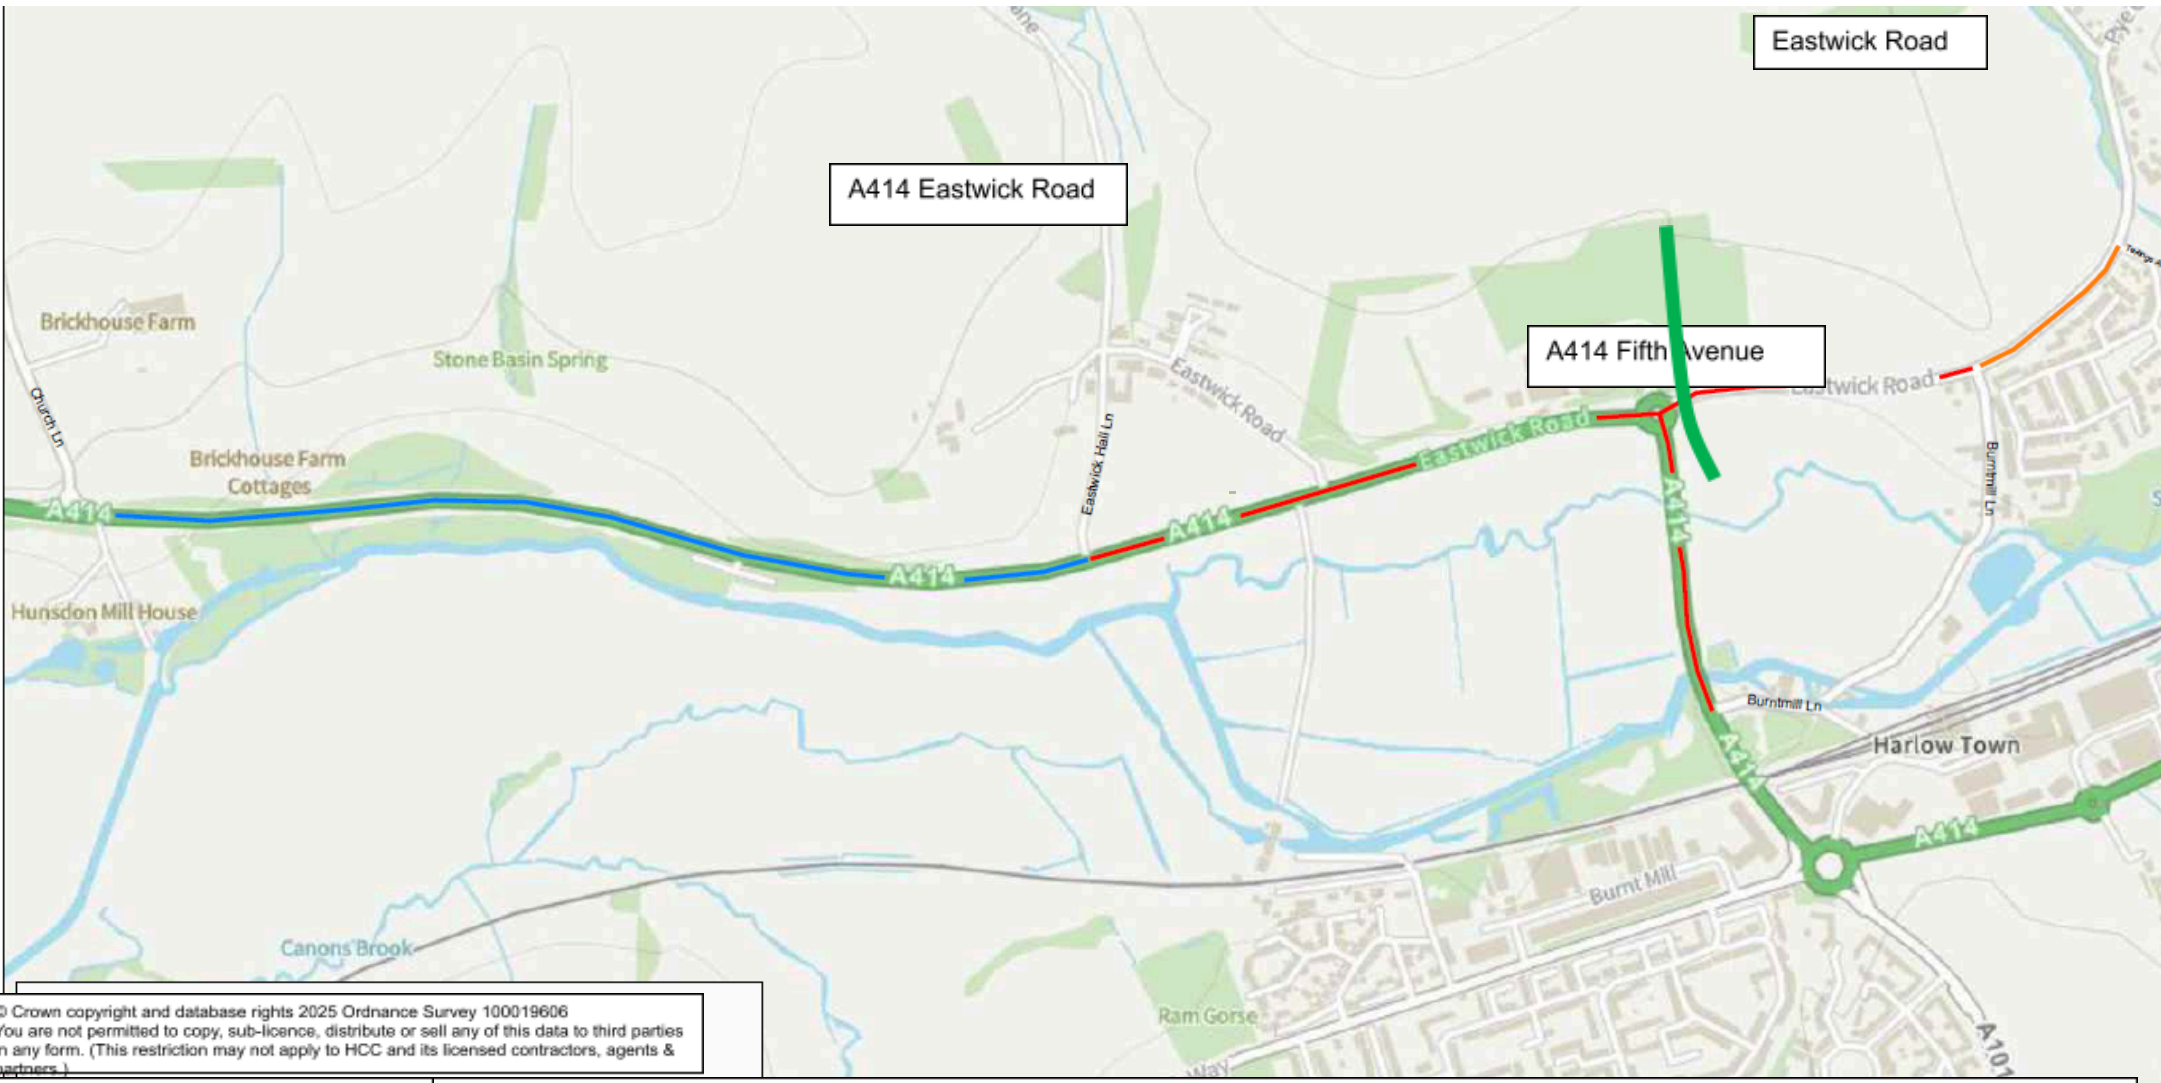 Eastwick Road
A414 Eastwick Road
Brickhouse Farm
Stone Basin Spring
A414 Fifth Avenue
Eastwick Road
Eastwick Road
Church Ln
Brickhouse Farm
Cottages
Eastwick Hall Ln
Eastwick Road
Burntmill Ln
A414
A414
A414
A414
Hunsdon Mill House
Burntmill Ln
Harlow Town
A414
A414
Burnt Mill
Canons Brook
Ram Gorse
Way
© Crown copyright and database rights 2025 Ordnance Survey 100019606
You are not permitted to copy, sub-licence, distribute or sell any of this data to third parties
in any form. (This restriction may not apply to HCC and its licensed contractors, agents &
partners.)